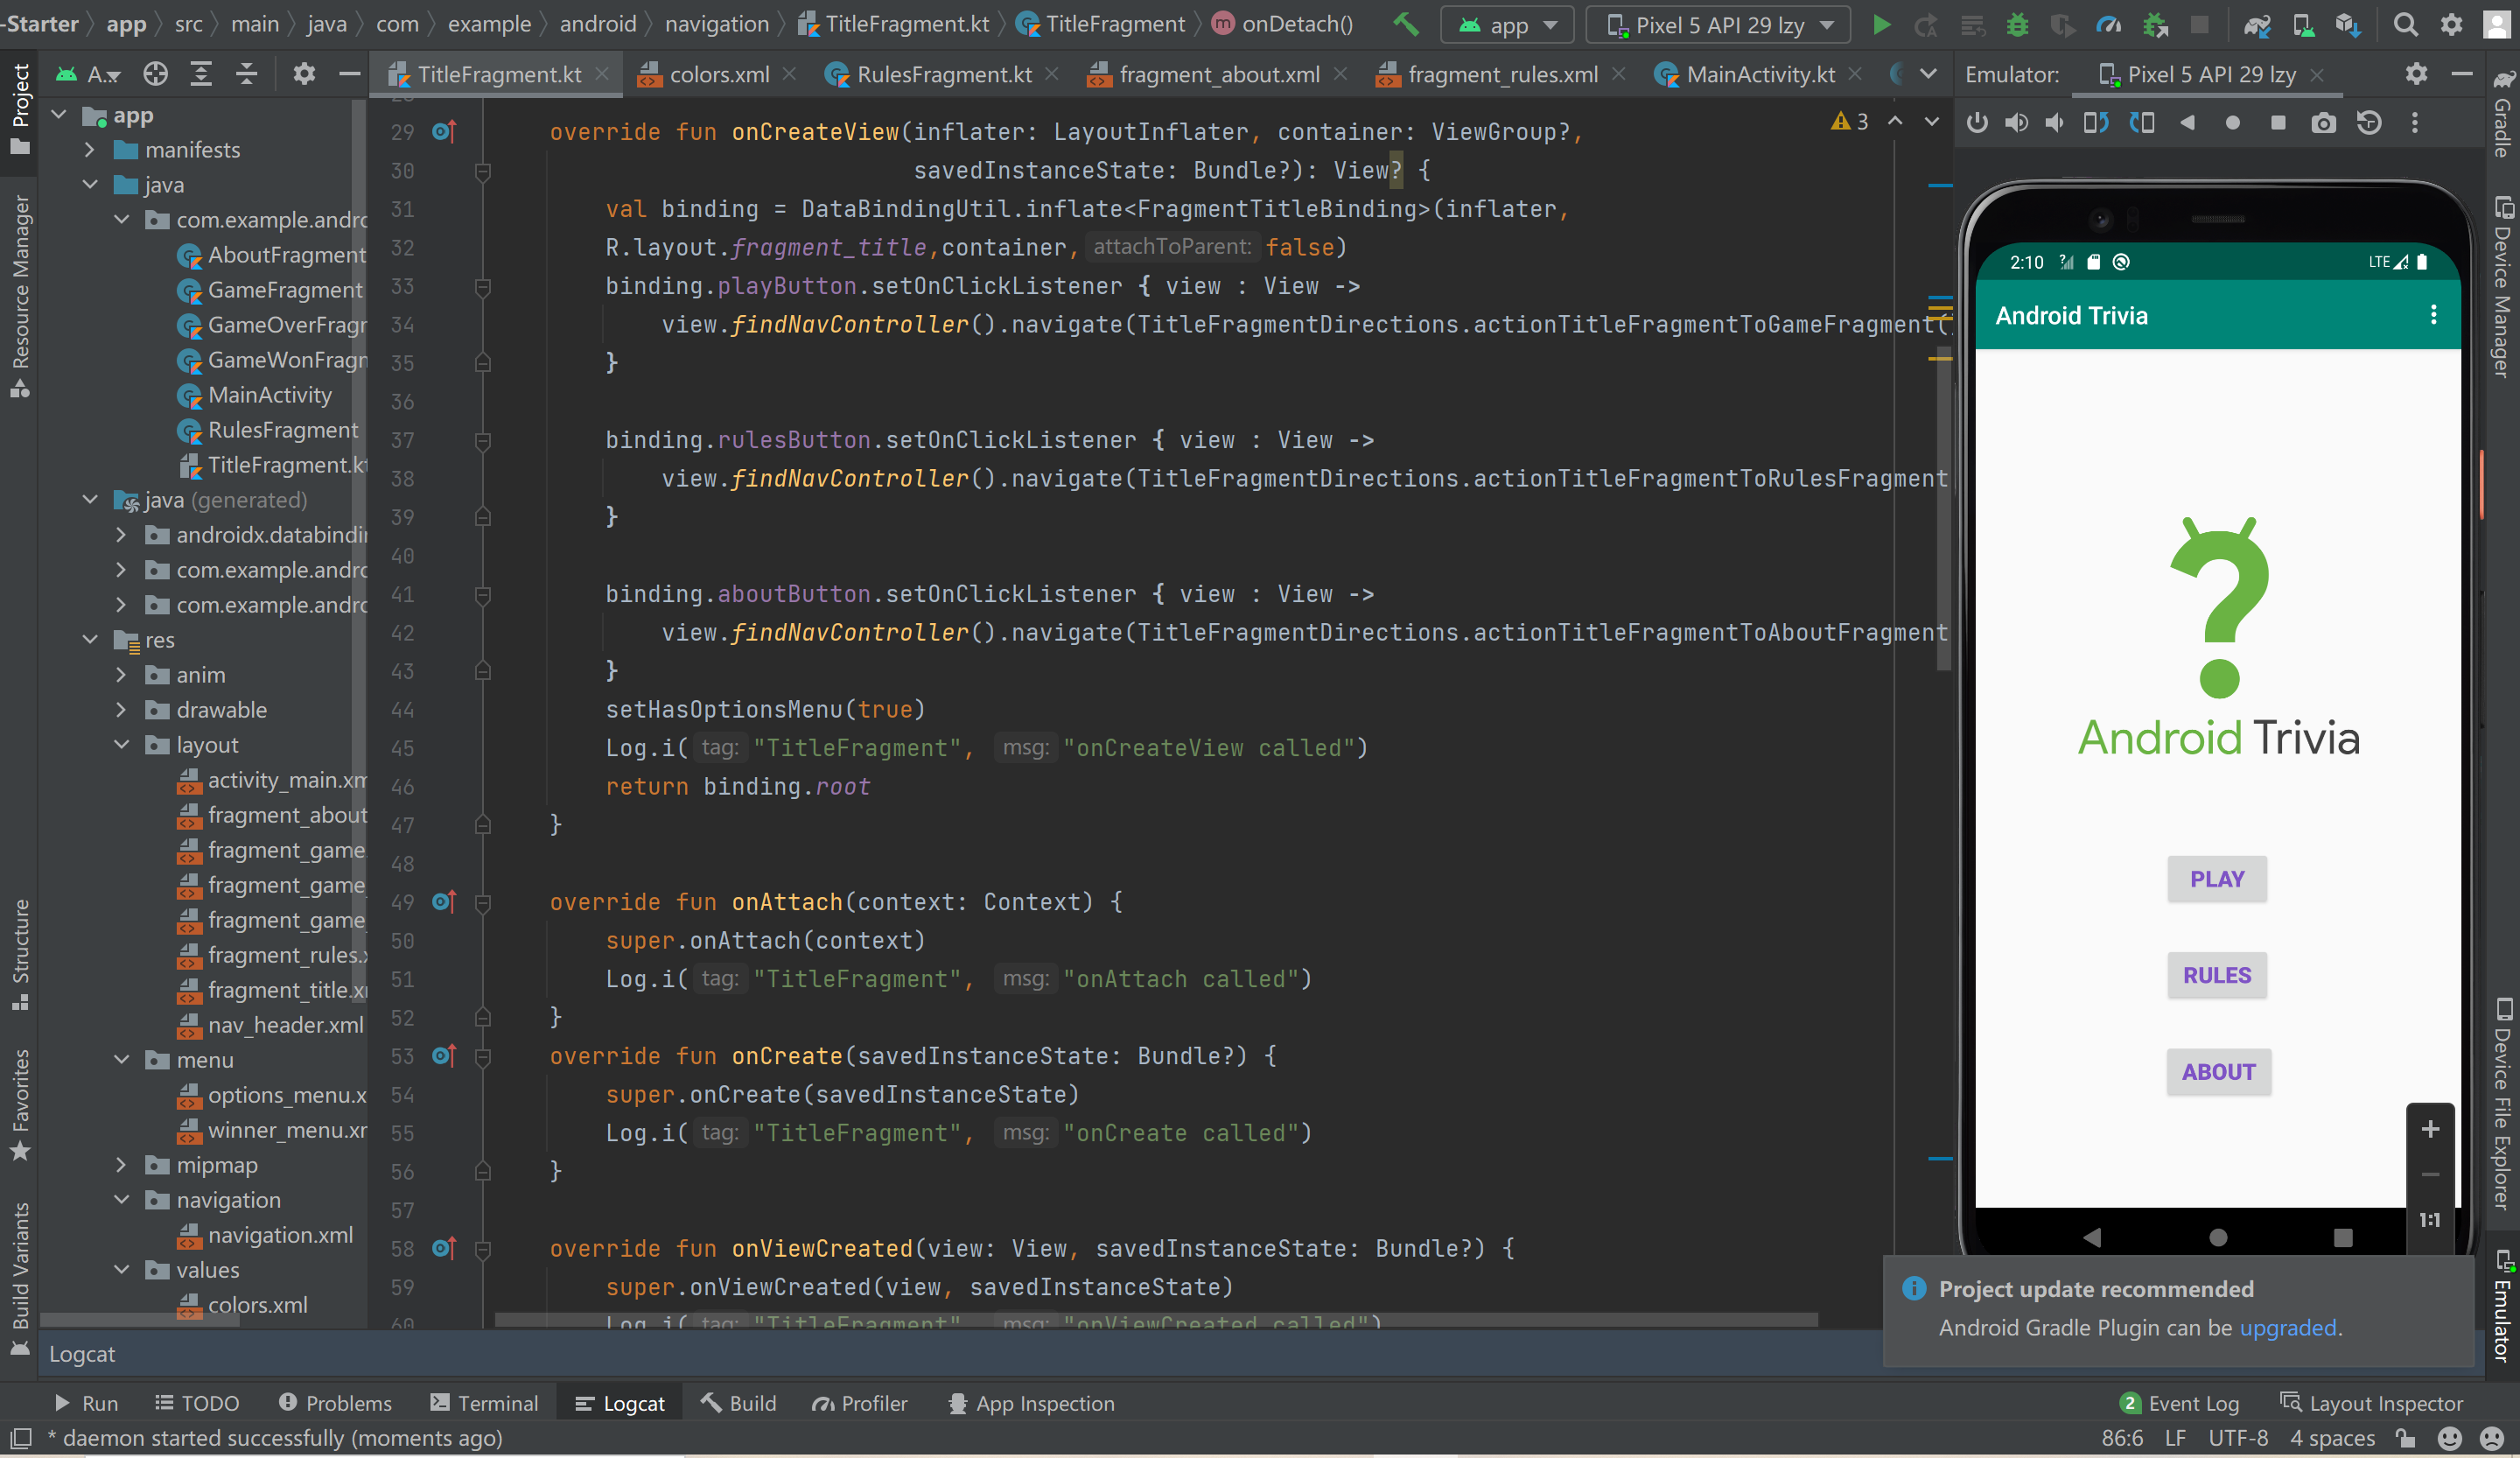 -Starter app src main java com example android navigation TitleFragment.kt TitleFragment onDetach() app Pixel 5 API 29 lzy
Project
Resource Manager
Structure
Favorites
Build Variants
A..
TitleFragment.kt colors.xml RulesFragment.kt fragment_about.xml fragment_rules.xml MainActivity.kt
app
manifests
java
com.example.andro
AboutFragment
GameFragment
GameOverFragr
GameWonFragn
MainActivity
RulesFragment
TitleFragment.kt
java (generated)
androidx.databindin
com.example.andro
com.example.andro
res
anim
drawable
layout
activity_main.xm
fragment_about
fragment_game.
fragment_game_
fragment_game_
fragment_rules.x
fragment_title.xi
nav_header.xml
menu
options_menu.x
winner_menu.xr
mipmap
navigation
navigation.xml
values
colors.xml
3
29 override fun onCreateView(inflater: LayoutInflater, container: ViewGroup?,
30 savedInstanceState: Bundle?): View? {
31 val binding = DataBindingUtil.inflate<FragmentTitleBinding>(inflater,
32 R.layout.fragment_title,container, attachToParent: false)
33 binding.playButton.setOnClickListener { view : View ->
34 view.findNavController().navigate(TitleFragmentDirections.actionTitleFragmentToGameFragment(
35 }
36
37 binding.rulesButton.setOnClickListener { view : View ->
38 view.findNavController().navigate(TitleFragmentDirections.actionTitleFragmentToRulesFragment
39 }
40
41 binding.aboutButton.setOnClickListener { view : View ->
42 view.findNavController().navigate(TitleFragmentDirections.actionTitleFragmentToAboutFragment
43 }
44 setHasOptionsMenu(true)
45 Log.i( tag: "TitleFragment", msg: "onCreateView called")
46 return binding.root
47 }
48
49 override fun onAttach(context: Context) {
50 super.onAttach(context)
51 Log.i( tag: "TitleFragment", msg: "onAttach called")
52 }
53 override fun onCreate(savedInstanceState: Bundle?) {
54 super.onCreate(savedInstanceState)
55 Log.i( tag: "TitleFragment", msg: "onCreate called")
56 }
57
58 override fun onViewCreated(view: View, savedInstanceState: Bundle?) {
59 super.onViewCreated(view, savedInstanceState)
60 Log.i( tag: "TitleFragment", msg: "onViewCreated called")
Emulator: Pixel 5 API 29 lzy
2:10 LTE
Android Trivia
Android Trivia
PLAY
RULES
ABOUT
1:1
Gradle
Device Manager
Device File Explorer
Emulator
Project update recommended
Android Gradle Plugin can be upgraded.
Logcat
Run TODO Problems Terminal Logcat Build Profiler App Inspection 2 Event Log Layout Inspector
* daemon started successfully (moments ago) 86:6 LF UTF-8 4 spaces